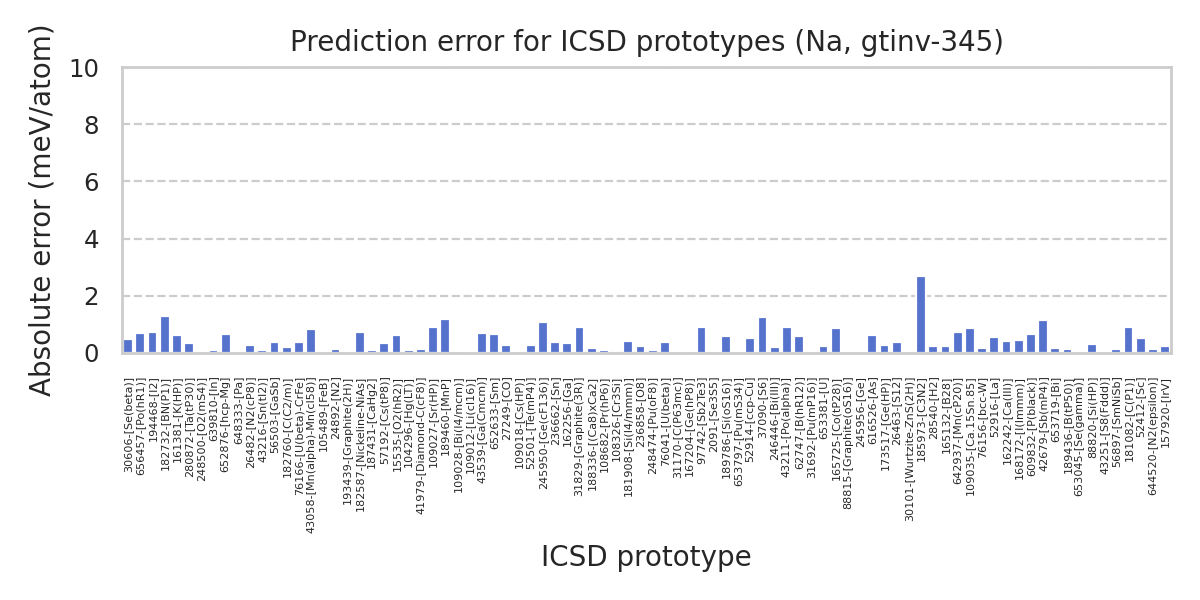 Prediction error for ICSD prototypes (Na, gtinv-345)
Absolute error (meV/atom)
10
8
6
4
2
0
30606-[Se(beta)]
656457-[Po(hR1)]
194468-[I2]
182732-[BN(P1)]
161381-[K(HP)]
280872-[Ta(tP30)]
248500-[O2(mS4)]
639810-[In]
652876-[hcp-Mg]
648333-[Pa]
26482-[N2(cP8)]
43216-[Sn(tI2)]
56503-[GaSb]
182760-[C(C2/m)]
76166-[U(beta)-CrFe]
43058-[Mn(alpha)-Mn(cI58)]
105489-[FeB]
24892-[N2]
193439-[Graphite(2H)]
182587-[Nickeline-NiAs]
187431-[CaHg2]
57192-[Cs(tP8)]
15535-[O2(hR2)]
104296-[Hg(LT)]
41979-[Diamond-C(cF8)]
109027-[Sr(HP)]
189460-[MnP]
109028-[Bi(I4/mcm)]
109012-[Li(cI16)]
43539-[Ga(Cmcm)]
652633-[Sm]
27249-[CO]
109018-[Cs(HP)]
52501-[Te(mP4)]
245950-[Ge(cF136)]
236662-[Sn]
162256-[Ga]
31829-[Graphite(3R)]
188336-[(Ca8)xCa2]
108682-[Pr(hP6)]
108326-[Cr3Si]
181908-[Si(I4/mmm)]
236858-[O8]
248474-[Pu(oF8)]
76041-[U(beta)]
31170-[C(P63mc)]
167204-[Ge(hP8)]
97742-[Sb2Te3]
2091-[Se3S5]
189786-[Si(oS16)]
653797-[Pu(mS34)]
52914-[ccp-Cu]
37090-[S6]
246446-[Bi(III)]
43211-[Po(alpha)]
62747-[B(hR12)]
31692-[Pu(mP16)]
653381-[U]
165725-[Co(tP28)]
88815-[Graphite(oS16)]
245956-[Ge]
616526-[As]
173517-[Ge(HP)]
26463-[S12]
30101-[Wurtzite-ZnS(2H)]
185973-[C3N2]
28540-[H2]
165132-[B28]
642937-[Mn(cP20)]
109035-[Ca.15Sn.85]
76156-[bcc-W]
52916-[La]
162242-[Ca(III)]
168172-[I(Immm)]
609832-[P(black)]
42679-[Sb(mP4)]
653719-[Bi]
189436-[B(tP50)]
653045-[Se(gamma)]
88820-[Si(HP)]
43251-[S8(Fddd)]
56897-[SmNiSb]
181082-[C(P1)]
52412-[Sc]
644520-[N2(epsilon)]
157920-[IrV]
ICSD prototype